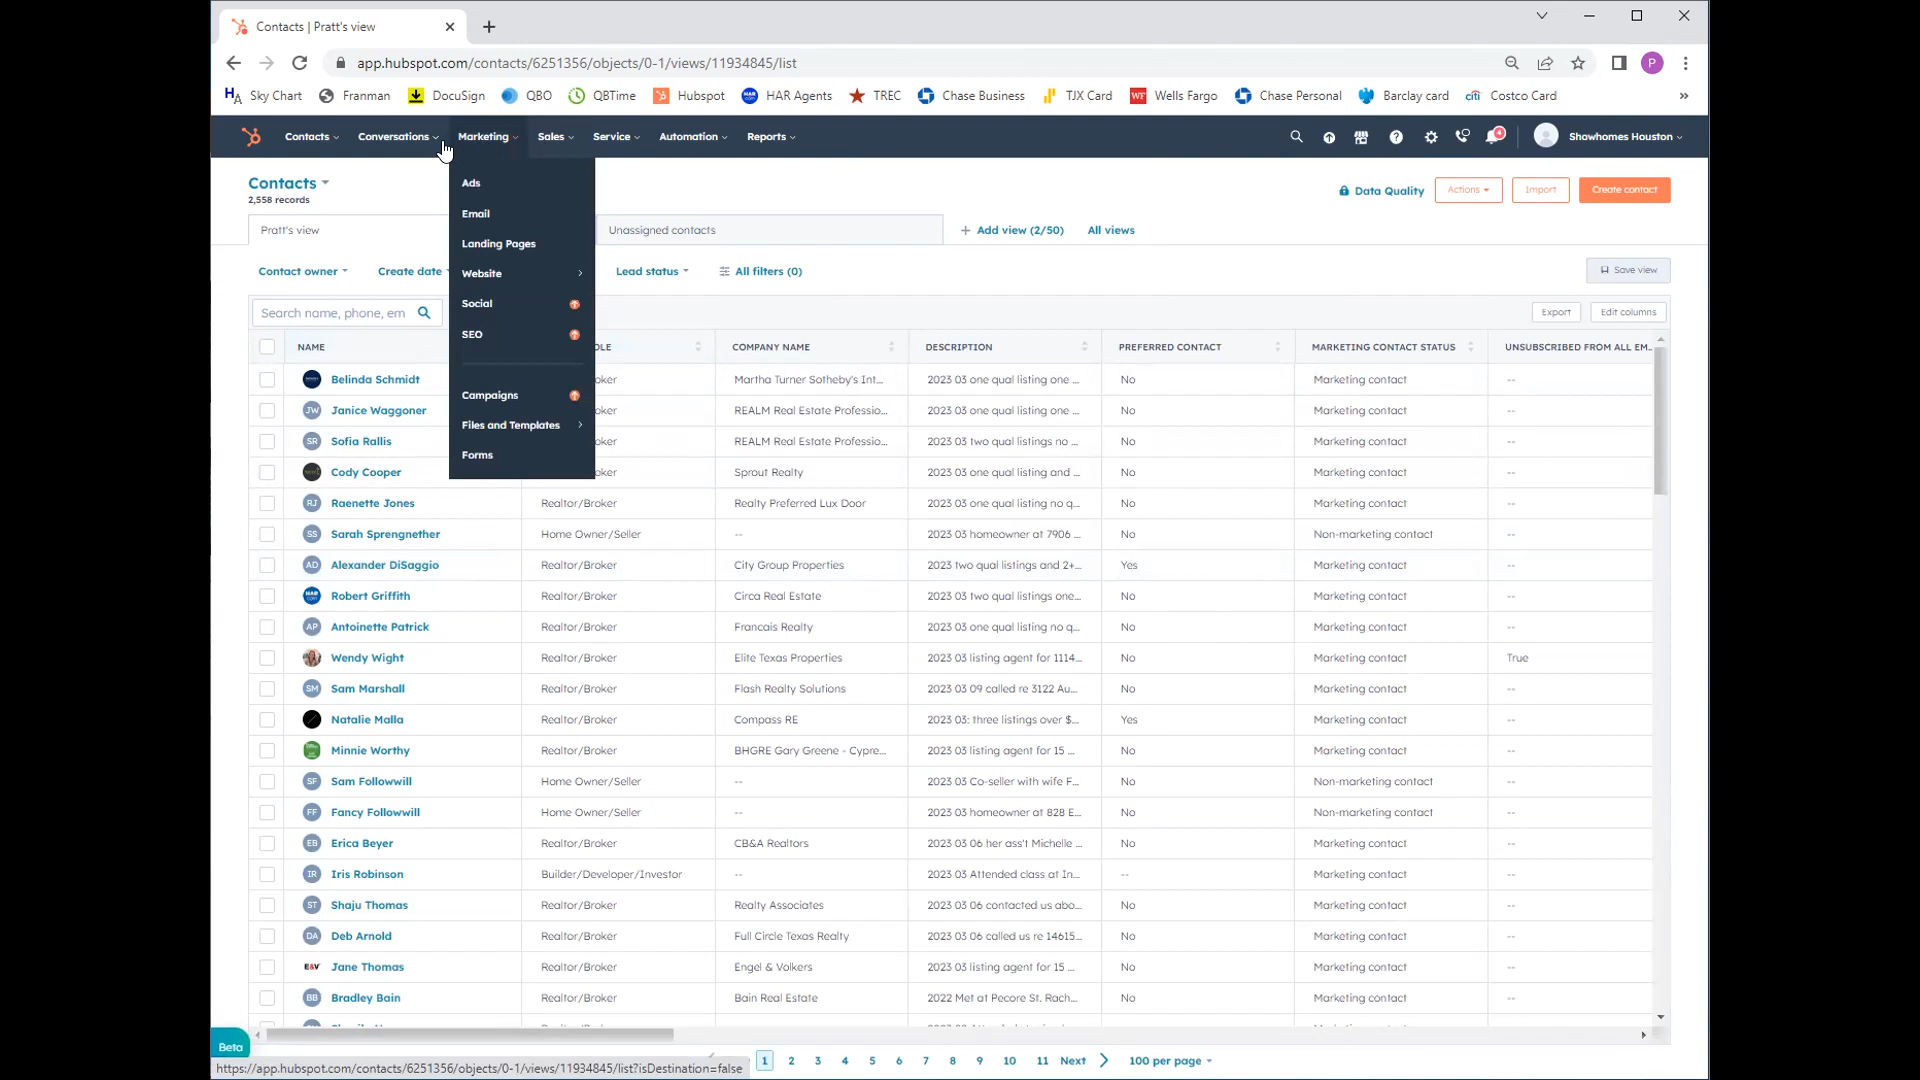 Contacts | Pratt's view
app.hubspot.com/contacts/6251356/objects/0-1/views/11934845/list
P
Sky Chart Franman DocuSign QBO QBTime Hubspot HAR Agents TREC Chase Business TJX Card Wells Fargo Chase Personal Barclay card Costco Card
Contacts Conversations Marketing Sales Service Automation Reports 4 Showhomes Houston
Contacts
2,558 records
Data Quality Actions Import Create contact
Pratt's view Unassigned contacts Add view (2/50) All views
Contact owner Create date Lead status All filters (0) Save view
Search name, phone, em Export Edit columns
Ads
Email
Landing Pages
Website
Social
SEO
Campaigns
Files and Templates
Forms
NAME OLE COMPANY NAME DESCRIPTION PREFERRED CONTACT MARKETING CONTACT STATUS UNSUBSCRIBED FROM ALL EM...
Belinda Schmidt oker Martha Turner Sotheby's Int... 2023 03 one qual listing one ... No Marketing contact --
JW Janice Waggoner oker REALM Real Estate Professio... 2023 03 one qual listing one ... No Marketing contact --
SR Sofia Rallis oker REALM Real Estate Professio... 2023 03 two qual listings no ... No Marketing contact --
Cody Cooper oker Sprout Realty 2023 03 one qual listing and ... No Marketing contact --
RJ Raenette Jones Realtor/Broker Realty Preferred Lux Door 2023 03 one qual listing no q... No Marketing contact --
SS Sarah Sprengnether Home Owner/Seller -- 2023 03 homeowner at 7906 ... No Non-marketing contact --
AD Alexander DiSaggio Realtor/Broker City Group Properties 2023 two qual listings and 2+... Yes Marketing contact --
Robert Griffith Realtor/Broker Circa Real Estate 2023 03 two qual listings one... No Marketing contact --
AP Antoinette Patrick Realtor/Broker Francais Realty 2023 03 one qual listing no q... No Marketing contact --
Wendy Wight Realtor/Broker Elite Texas Properties 2023 03 listing agent for 1114... No Marketing contact True
SM Sam Marshall Realtor/Broker Flash Realty Solutions 2023 03 09 called re 3122 Au... No Marketing contact --
Natalie Malla Realtor/Broker Compass RE 2023 03: three listings over $... Yes Marketing contact --
Minnie Worthy Realtor/Broker BHGRE Gary Greene - Cypre... 2023 03 listing agent for 15 ... No Marketing contact --
SF Sam Followwill Home Owner/Seller -- 2023 03 Co-seller with wife F... No Non-marketing contact --
FF Fancy Followwill Home Owner/Seller -- 2023 03 homeowner at 828 E... No Non-marketing contact --
EB Erica Beyer Realtor/Broker CB&A Realtors 2023 03 06 her ass't Michelle ... No Marketing contact --
IR Iris Robinson Builder/Developer/Investor -- 2023 03 Attended class at In... -- Marketing contact --
ST Shaju Thomas Realtor/Broker Realty Associates 2023 03 06 contacted us abo... No Marketing contact --
DA Deb Arnold Realtor/Broker Full Circle Texas Realty 2023 03 06 called us re 14615... No Marketing contact --
E&V Jane Thomas Realtor/Broker Engel & Volkers 2023 03 listing agent for 15 ... No Marketing contact --
BB Bradley Bain Realtor/Broker Bain Real Estate 2022 Met at Pecore St. Rach... No Marketing contact --
Beta
1 2 3 4 5 6 7 8 9 10 11 Next 100 per page
https://app.hubspot.com/contacts/6251356/objects/0-1/views/11934845/list?isDestination=false